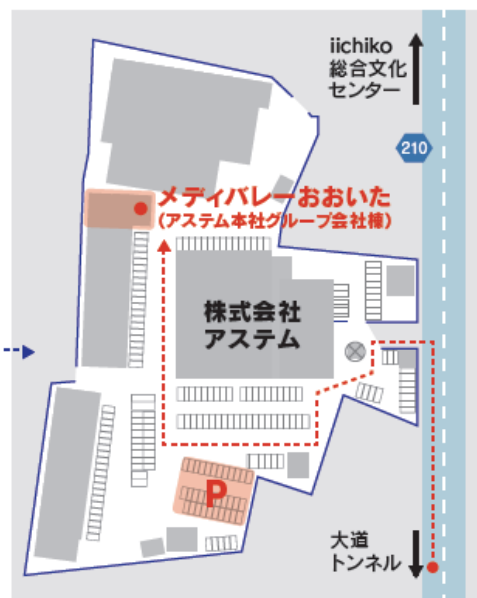 iichiko
総合文化
センター
210
メディバレーおおいた
(アステム本社グループ会社棟)
株式会社
アステム
P
大道
トンネル